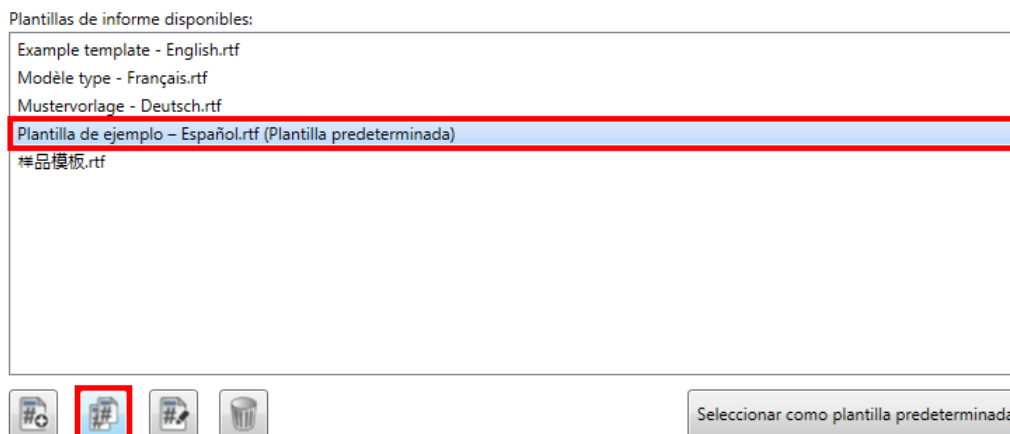 Plantillas de informe disponibles:
Example template - English.rtf
Modèle type - Français.rtf
Mustervorlage - Deutsch.rtf
Plantilla de ejemplo – Español.rtf (Plantilla predeterminada)
样品模板.rtf
Seleccionar como plantilla predeterminada